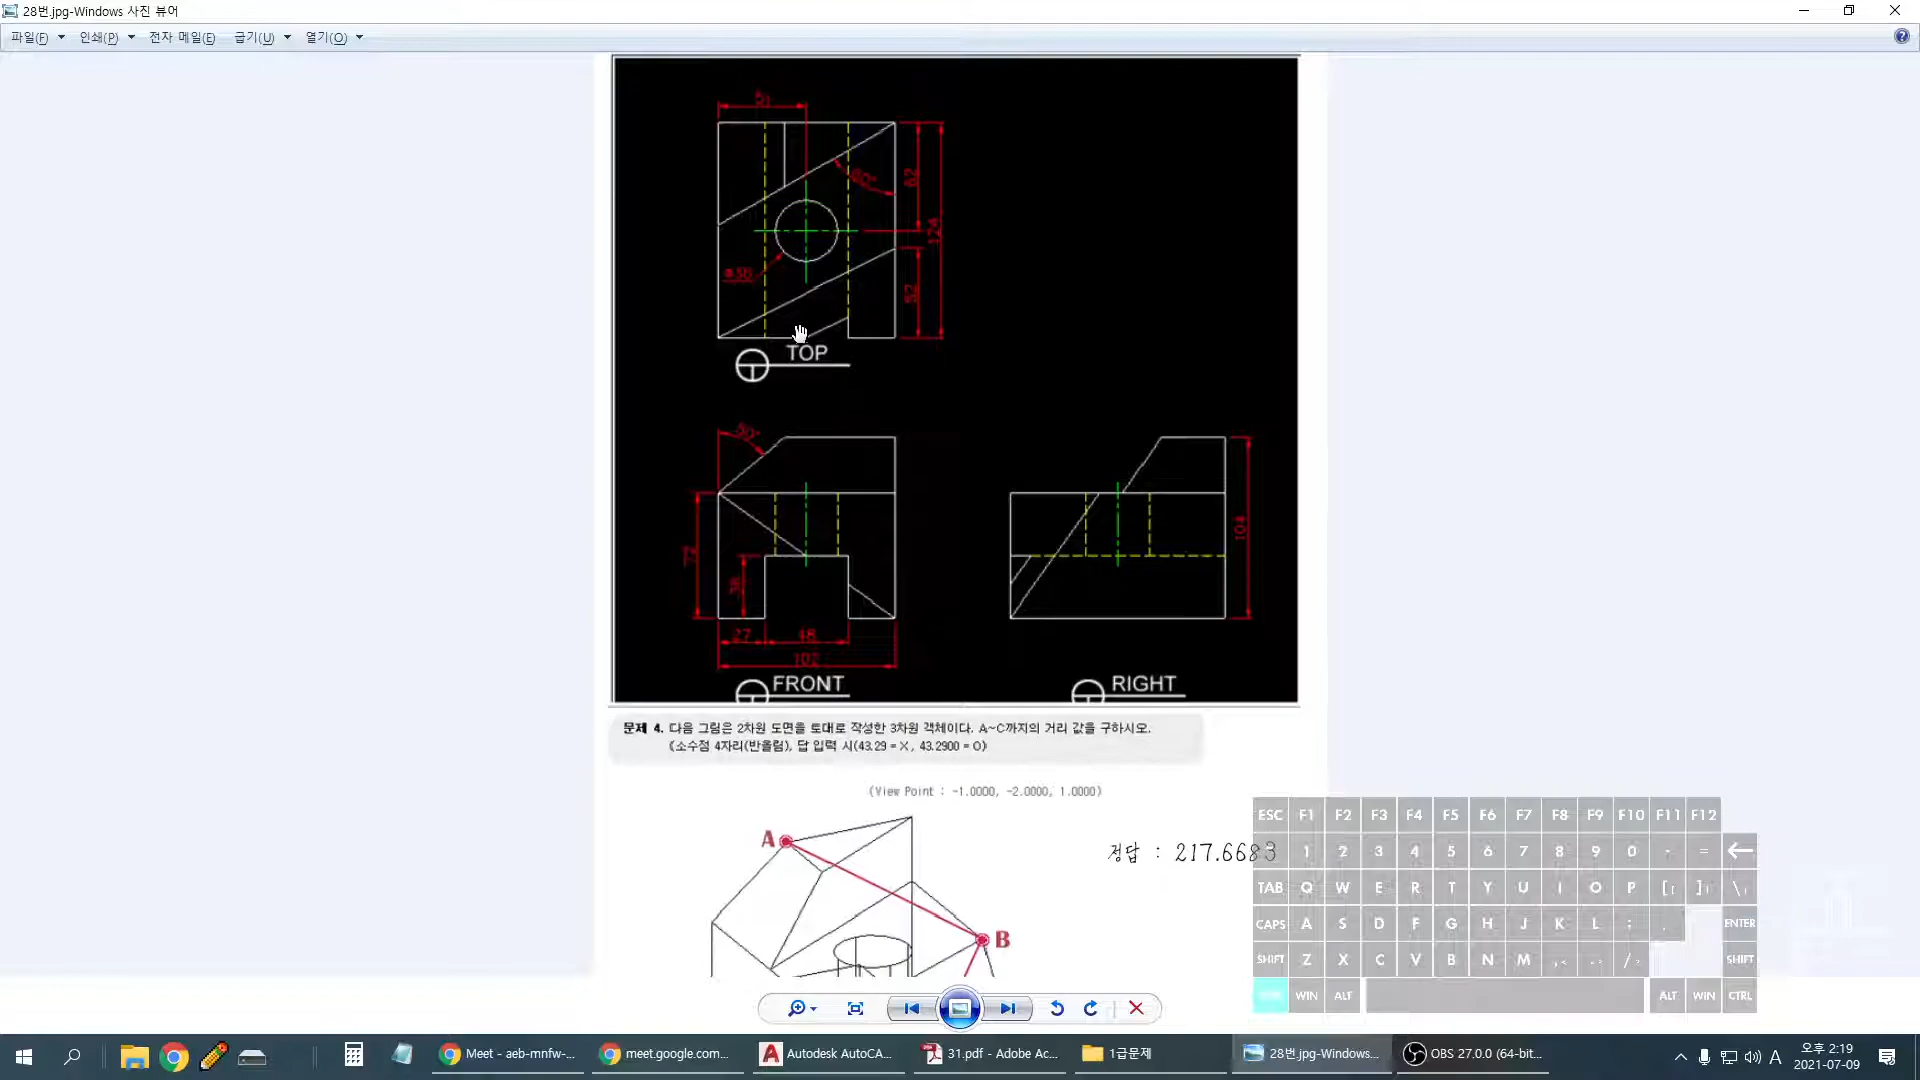 28번.jpg-Windows 사진 뷰어
파일(F) 인쇄(P) 전자 메일(E) 굽기(U) 열기(O)
51
60°
62
124
52
ø36
TOP
50°
72
38
27 48
102
104
FRONT
RIGHT
문제 4. 다음 그림은 2차원 도면을 토대로 작성한 3차원 객체이다. A~C까지의 거리 값을 구하시오.
(소수점 4자리(반올림), 답 입력 시(43.29 = X, 43.2900 = O)
(View Point : -1.0000, -2.0000, 1.0000)
A
B
정답 : 217.6683
ESC F1 F2 F3 F4 F5 F6 F7 F8 F9 F10 F11 F12
1 2 3 4 5 6 7 8 9 0 - =
TAB Q W E R T Y U I O P [ ] \
CAPS A S D F G H J K L ; ENTER
SHIFT Z X C V B N M , . / SHIFT
WIN ALT ALT WIN CTRL
Meet - aeb-mnfw-...
meet.google.com...
Autodesk AutoCA...
31.pdf - Adobe Ac...
1급문제
28번.jpg-Windows...
OBS 27.0.0 (64-bit...
A
오후 2:19
2021-07-09